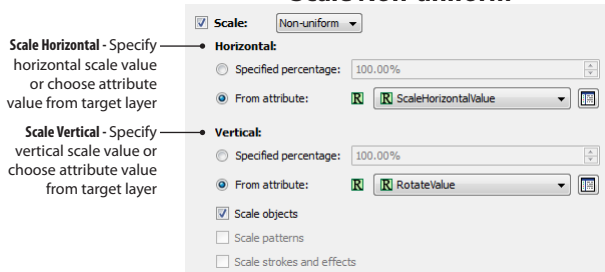 Scale: Non-uniform
Scale Horizontal - Specify
horizontal scale value
or choose attribute
value from target layer
Horizontal:
Specified percentage: 100.00%
From attribute: R R ScaleHorizontalValue
Scale Vertical - Specify
vertical scale value or
choose attribute value
from target layer
Vertical:
Specified percentage: 100.00%
From attribute: R R RotateValue
Scale objects
Scale patterns
Scale strokes and effects